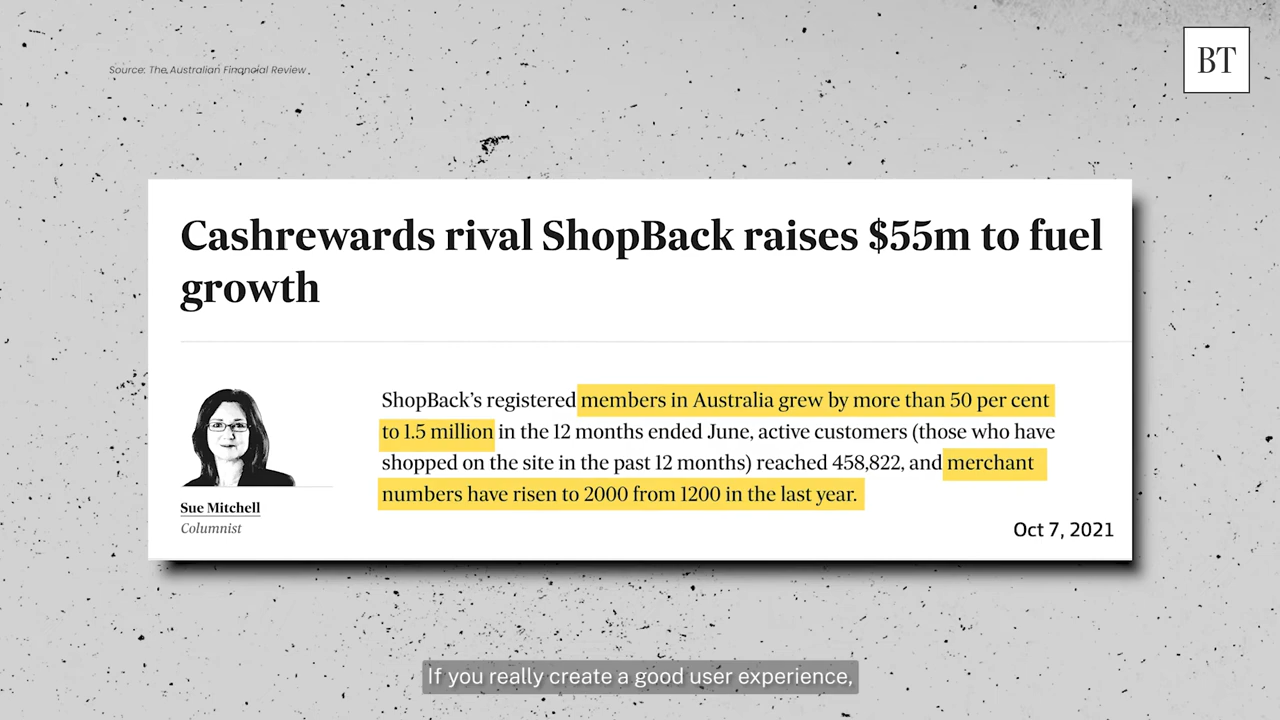 Source: The Australian Financial Review
BT
Cashrewards rival ShopBack raises $55m to fuel
growth
ShopBack’s registered members in Australia grew by more than 50 per cent
to 1.5 million in the 12 months ended June, active customers (those who have
shopped on the site in the past 12 months) reached 458,822, and merchant
numbers have risen to 2000 from 1200 in the last year.
Sue Mitchell
Columnist
Oct 7, 2021
If you really create a good user experience,